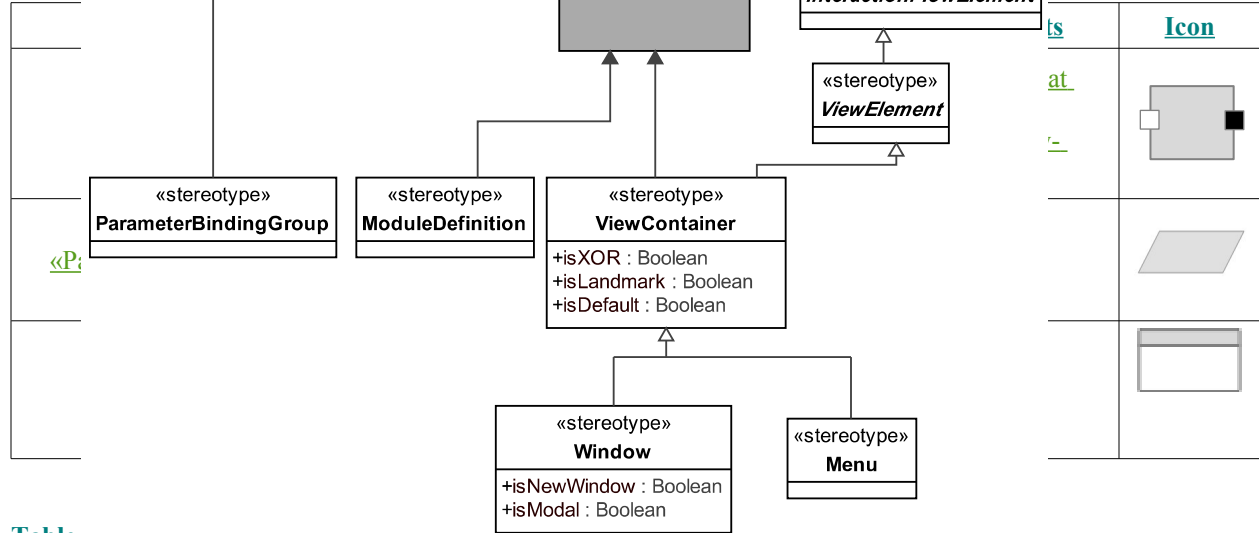 Icon
at
«stereotype»
ViewElement
«stereotype»
ParameterBindingGroup
«stereotype»
ModuleDefinition
«stereotype»
ViewContainer
+isXOR : Boolean
+isLandmark : Boolean
+isDefault : Boolean
«stereotype»
Window
+isNewWindow : Boolean
+isModal : Boolean
«stereotype»
Menu